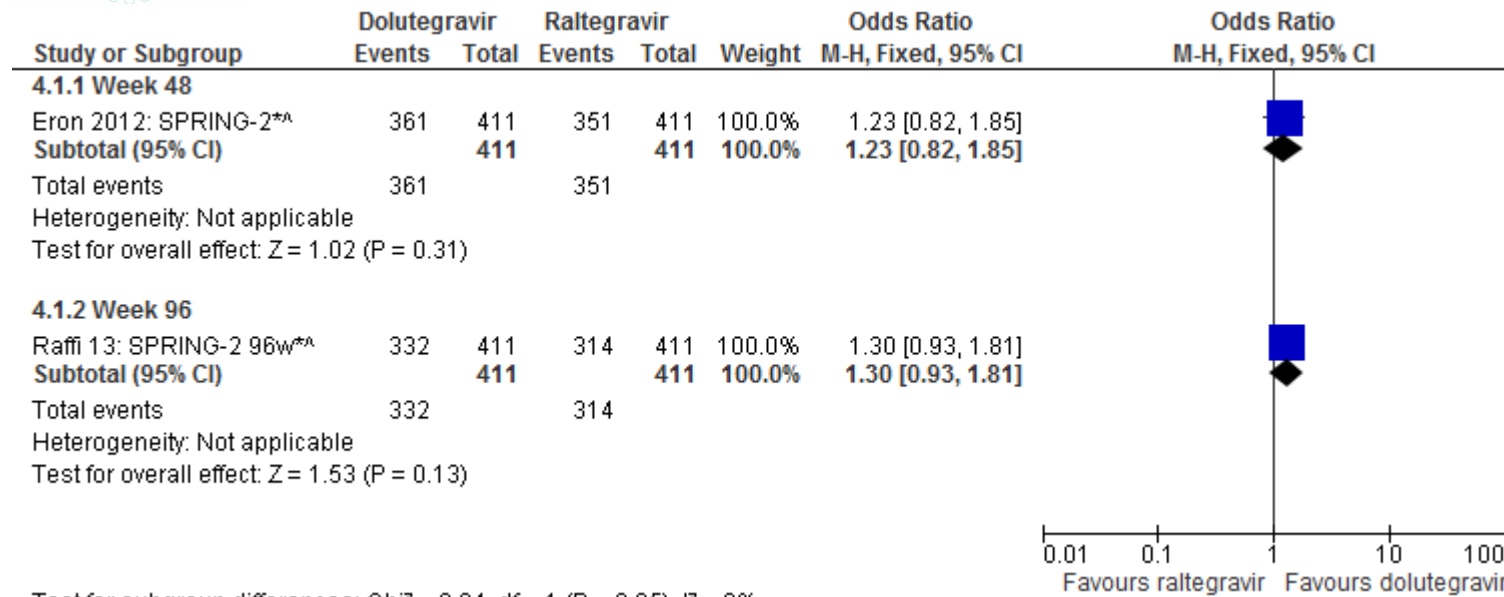 Dolutegravir Raltegravir Odds Ratio Odds Ratio
Study or Subgroup Events Total Events Total Weight M-H, Fixed, 95% CI M-H, Fixed, 95% CI
4.1.1 Week 48
Eron 2012: SPRING-2*^ 361 411 351 411 100.0% 1.23 [0.82, 1.85]
Subtotal (95% CI) 411 411 100.0% 1.23 [0.82, 1.85]
Total events 361 351
Heterogeneity: Not applicable
Test for overall effect: Z = 1.02 (P = 0.31)
4.1.2 Week 96
Raffi 13: SPRING-2 96w*^ 332 411 314 411 100.0% 1.30 [0.93, 1.81]
Subtotal (95% CI) 411 411 100.0% 1.30 [0.93, 1.81]
Total events 332 314
Heterogeneity: Not applicable
Test for overall effect: Z = 1.53 (P = 0.13)
0.01 0.1 1 10 100
Favours raltegravir Favours dolutegravir